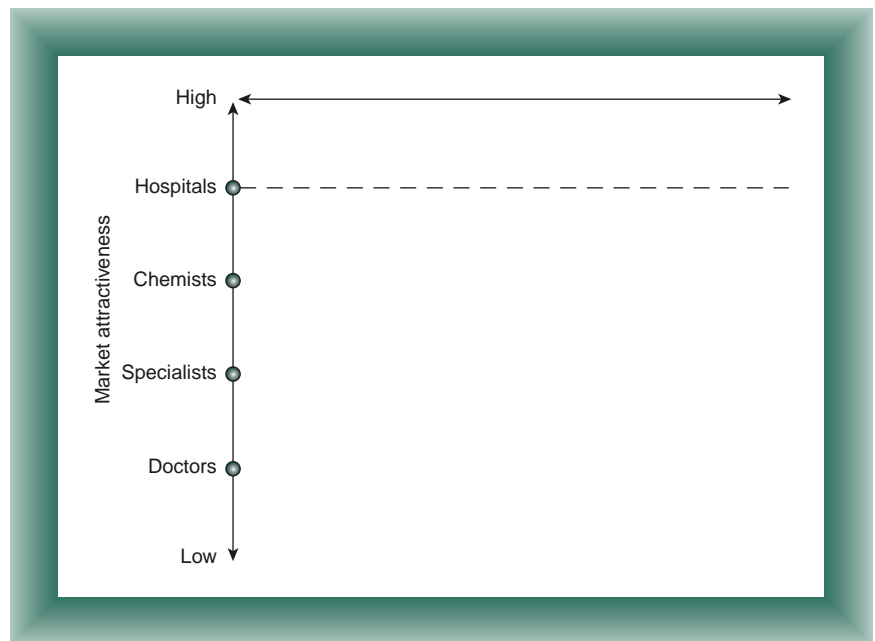 High
Hospitals
Chemists
Market attractiveness
Specialists
Doctors
Low